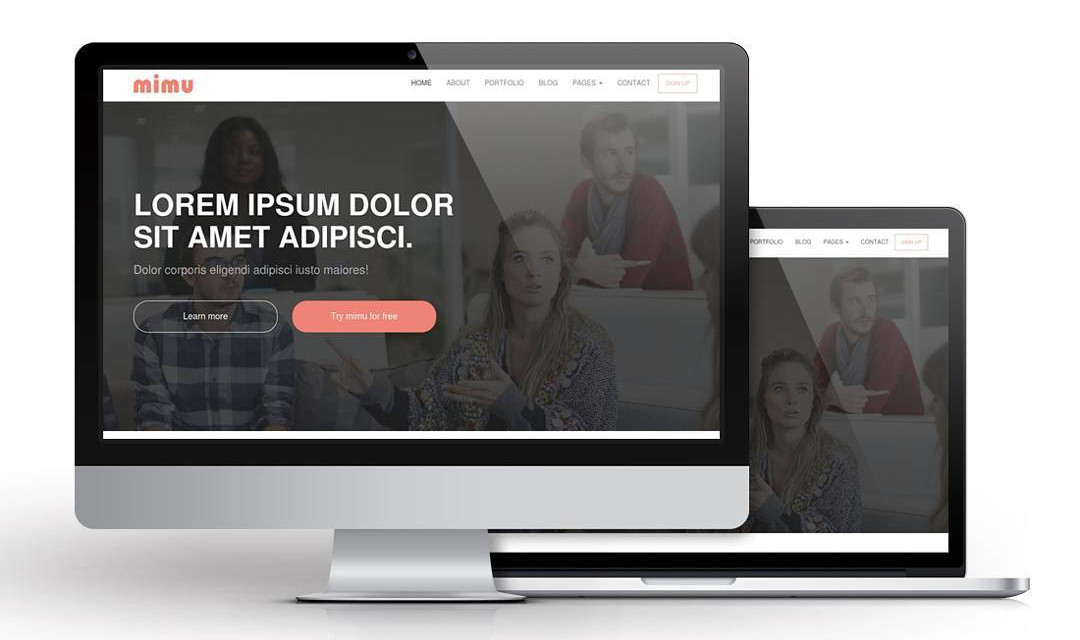 mimu
HOME ABOUT PORTFOLIO BLOG PAGES CONTACT SIGN UP
LOREM IPSUM DOLOR
SIT AMET ADIPISCI.
Dolor corporis eligendi adipisci iusto maiores!
Learn more Try mimu for free
PORTFOLIO BLOG PAGES CONTACT SIGN UP